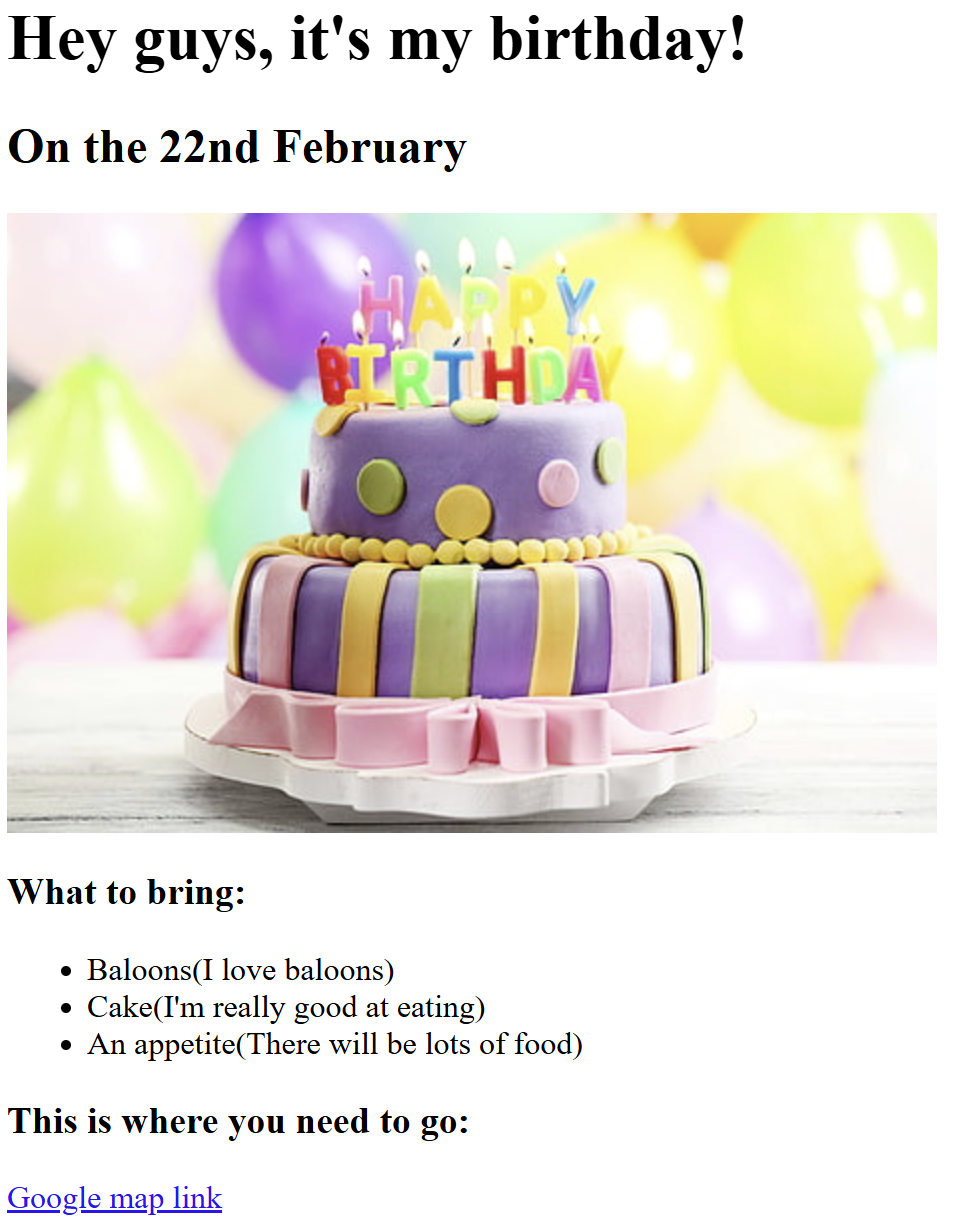 Hey guys, it's my birthday!
On the 22nd February
HAPPY
BIRTHDAY
What to bring:
Baloons(I love baloons)
Cake(I'm really good at eating)
An appetite(There will be lots of food)
This is where you need to go:
Google map link